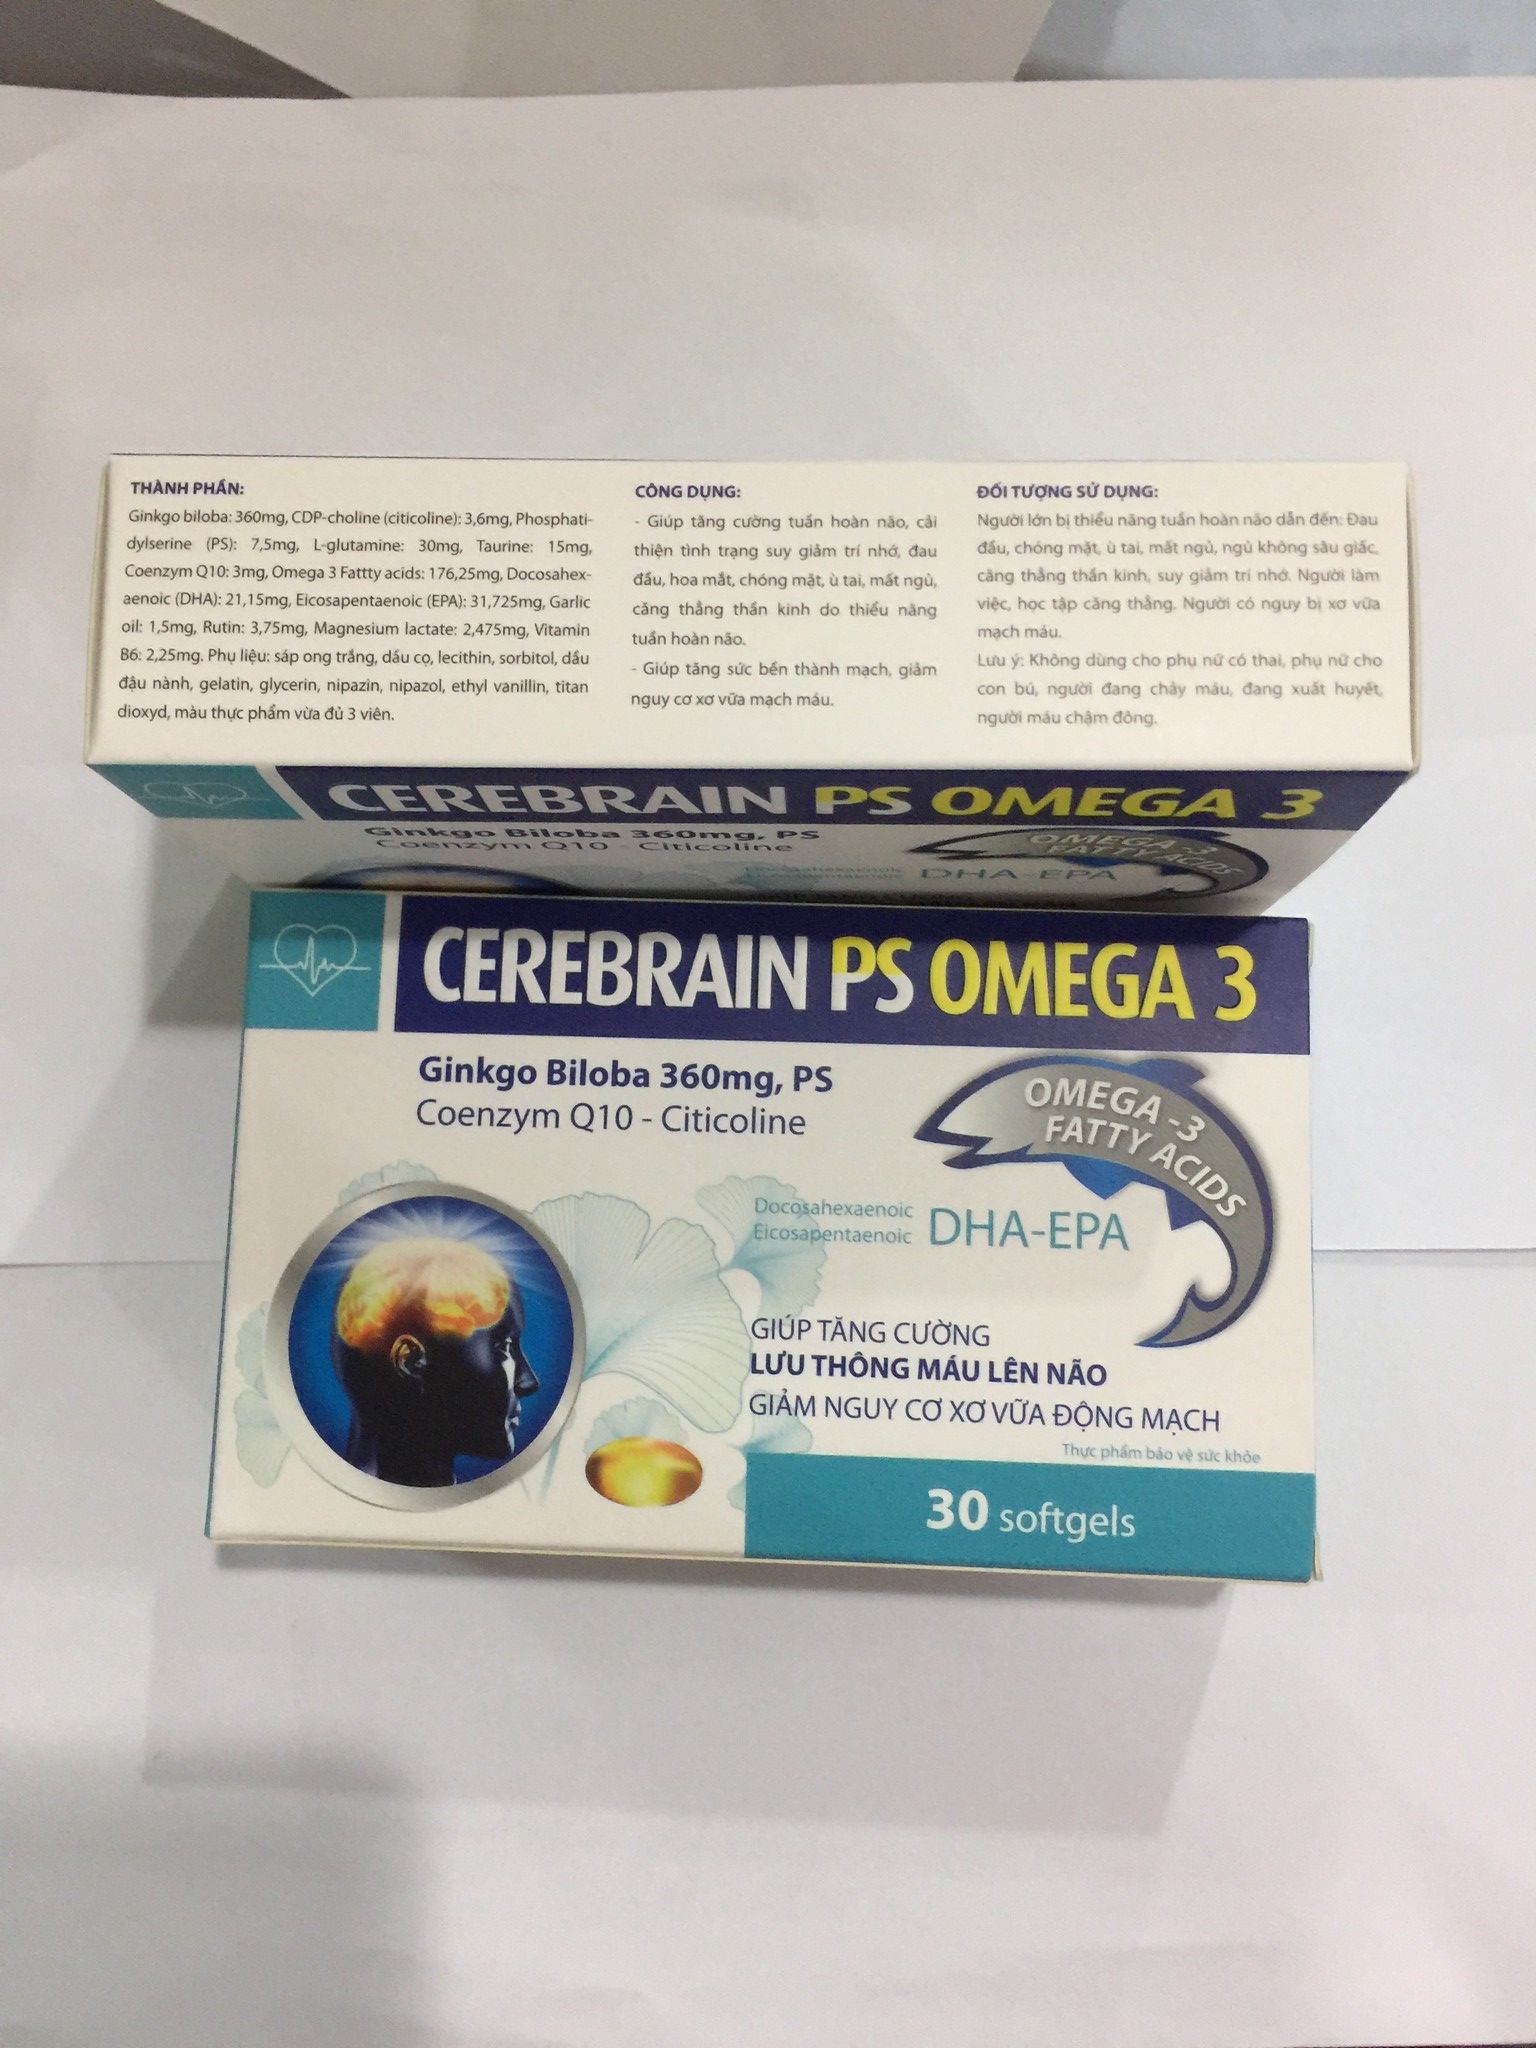 THÀNH PHẦN:
Ginkgo biloba: 360mg, CDP-choline (citicoline): 3,6mg, Phosphati-
dylserine (PS): 7,5mg, L-glutamine: 30mg, Taurine: 15mg,
Coenzym Q10: 3mg, Omega 3 Fattty acids: 176,25mg, Docosahex-
aenoic (DHA): 21,15mg, Eicosapentaenoic (EPA): 31,725mg, Garlic
oil: 1,5mg, Rutin: 3,75mg, Magnesium lactate: 2,475mg, Vitamin
B6: 2,25mg. Phụ liệu: sáp ong trắng, dầu cọ, lecithin, sorbitol, dầu
đậu nành, gelatin, glycerin, nipazin, nipazol, ethyl vanillin, titan
dioxyd, màu thực phẩm vừa đủ 3 viên.
CÔNG DỤNG:
- Giúp tăng cường tuần hoàn não, cải
thiện tình trạng suy giảm trí nhớ, đau
đầu, hoa mắt, chóng mặt, ù tai, mất ngủ,
căng thẳng thần kinh do thiểu năng
tuần hoàn não.
- Giúp tăng sức bền thành mạch, giảm
nguy cơ xơ vữa mạch máu.
ĐỐI TƯỢNG SỬ DỤNG:
Người lớn bị thiểu năng tuần hoàn não dẫn đến: Đau
đầu, chóng mặt, ù tai, mất ngủ, ngủ không sâu giấc,
căng thẳng thần kinh, suy giảm trí nhớ. Người làm
việc, học tập căng thẳng. Người có nguy bị xơ vữa
mạch máu.
Lưu ý: Không dùng cho phụ nữ có thai, phụ nữ cho
con bú, người đang chảy máu, đang xuất huyết,
người máu chậm đông.
CEREBRAIN PS OMEGA 3
Ginkgo Biloba 360mg, PS
Coenzym Q10 - Citicoline
OMEGA -3
FATTY ACIDS
Docosahexaenoic
DHA-EPA
CEREBRAIN PS OMEGA 3
Ginkgo Biloba 360mg, PS
Coenzym Q10 - Citicoline
OMEGA -3
FATTY ACIDS
Docosahexaenoic
Eicosapentaenoic
DHA-EPA
GIÚP TĂNG CƯỜNG
LƯU THÔNG MÁU LÊN NÃO
GIẢM NGUY CƠ XƠ VỮA ĐỘNG MẠCH
Thực phẩm bảo vệ sức khỏe
30 softgels